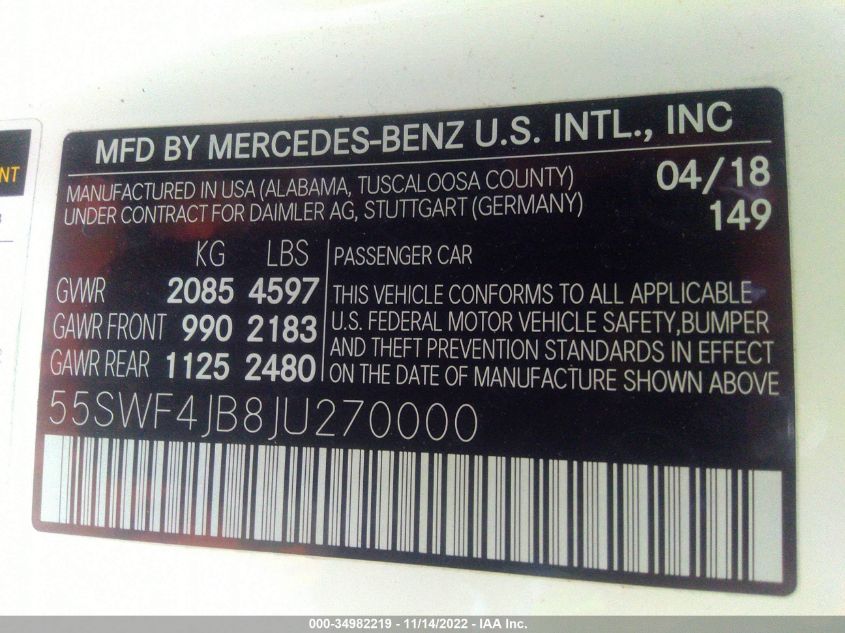 MFD BY MERCEDES-BENZ U.S. INTL., INC
MANUFACTURED IN USA (ALABAMA, TUSCALOOSA COUNTY) 04/18
UNDER CONTRACT FOR DAIMLER AG, STUTTGART (GERMANY) 149
KG LBS
GVWR 2085 4597
GAWR FRONT 990 2183
GAWR REAR 1125 2480
PASSENGER CAR
THIS VEHICLE CONFORMS TO ALL APPLICABLE
U.S. FEDERAL MOTOR VEHICLE SAFETY,BUMPER
AND THEFT PREVENTION STANDARDS IN EFFECT
ON THE DATE OF MANUFACTURE SHOWN ABOVE
55SWF4JB8JU270000
NT
000-34982219 - 11/14/2022 - IAA Inc.